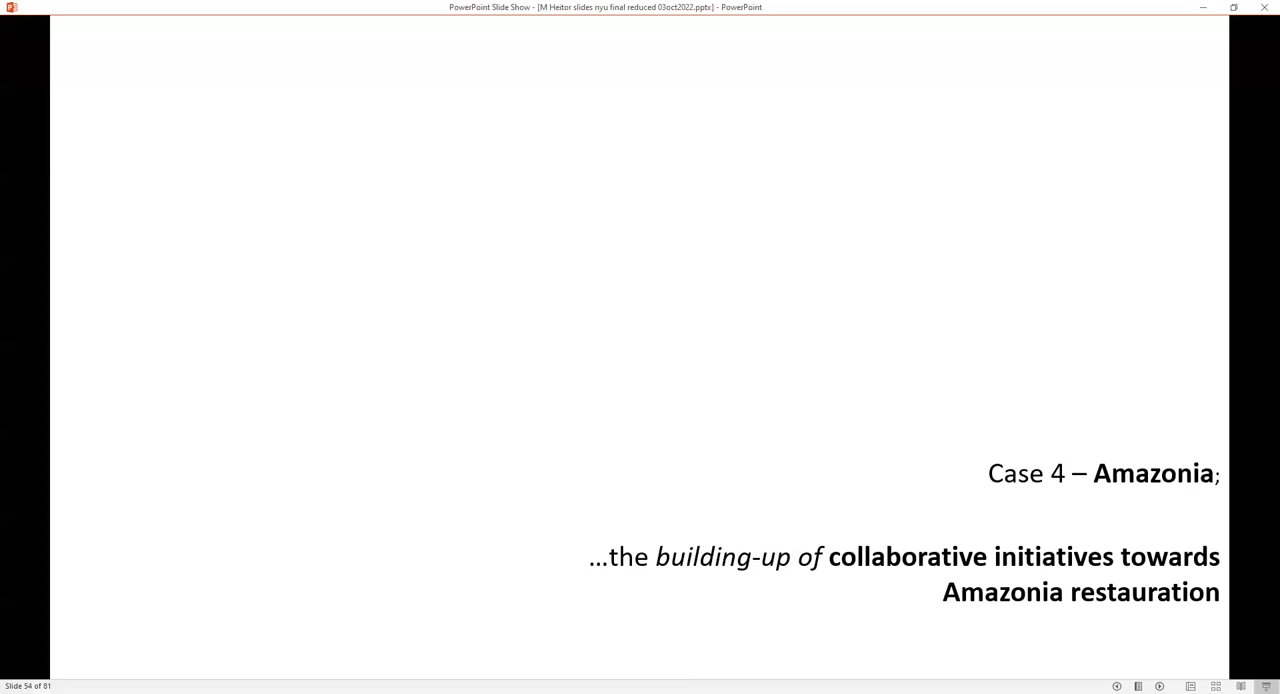 PowerPoint Slide Show - [M Heitor slides nyu final reduced 03oct2022.pptx] - PowerPoint
Case 4 – Amazonia;
…the building-up of collaborative initiatives towards
Amazonia restauration
Slide 54 of 81